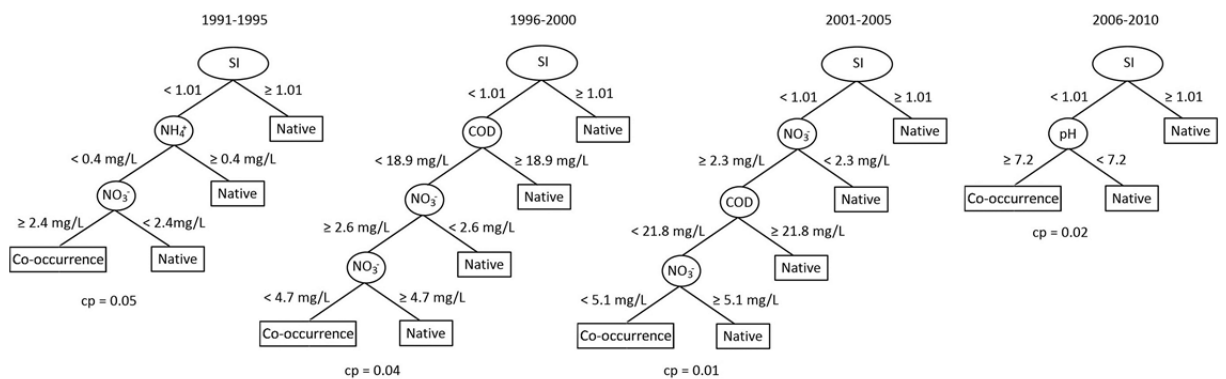 1991-1995
SI
< 1.01
≥ 1.01
NH₄⁺
Native
< 0.4 mg/L
≥ 0.4 mg/L
NO₃⁻
Native
≥ 2.4 mg/L
< 2.4mg/L
Co-occurrence
Native
cp = 0.05
1996-2000
SI
< 1.01
≥ 1.01
COD
Native
< 18.9 mg/L
≥ 18.9 mg/L
NO₃⁻
Native
≥ 2.6 mg/L
< 2.6 mg/L
NO₃⁻
Native
< 4.7 mg/L
≥ 4.7 mg/L
Co-occurrence
Native
cp = 0.04
2001-2005
SI
< 1.01
≥ 1.01
NO₃⁻
Native
≥ 2.3 mg/L
< 2.3 mg/L
COD
Native
< 21.8 mg/L
≥ 21.8 mg/L
NO₃⁻
Native
< 5.1 mg/L
≥ 5.1 mg/L
Co-occurrence
Native
cp = 0.01
2006-2010
SI
< 1.01
≥ 1.01
pH
Native
≥ 7.2
< 7.2
Co-occurrence
Native
cp = 0.02